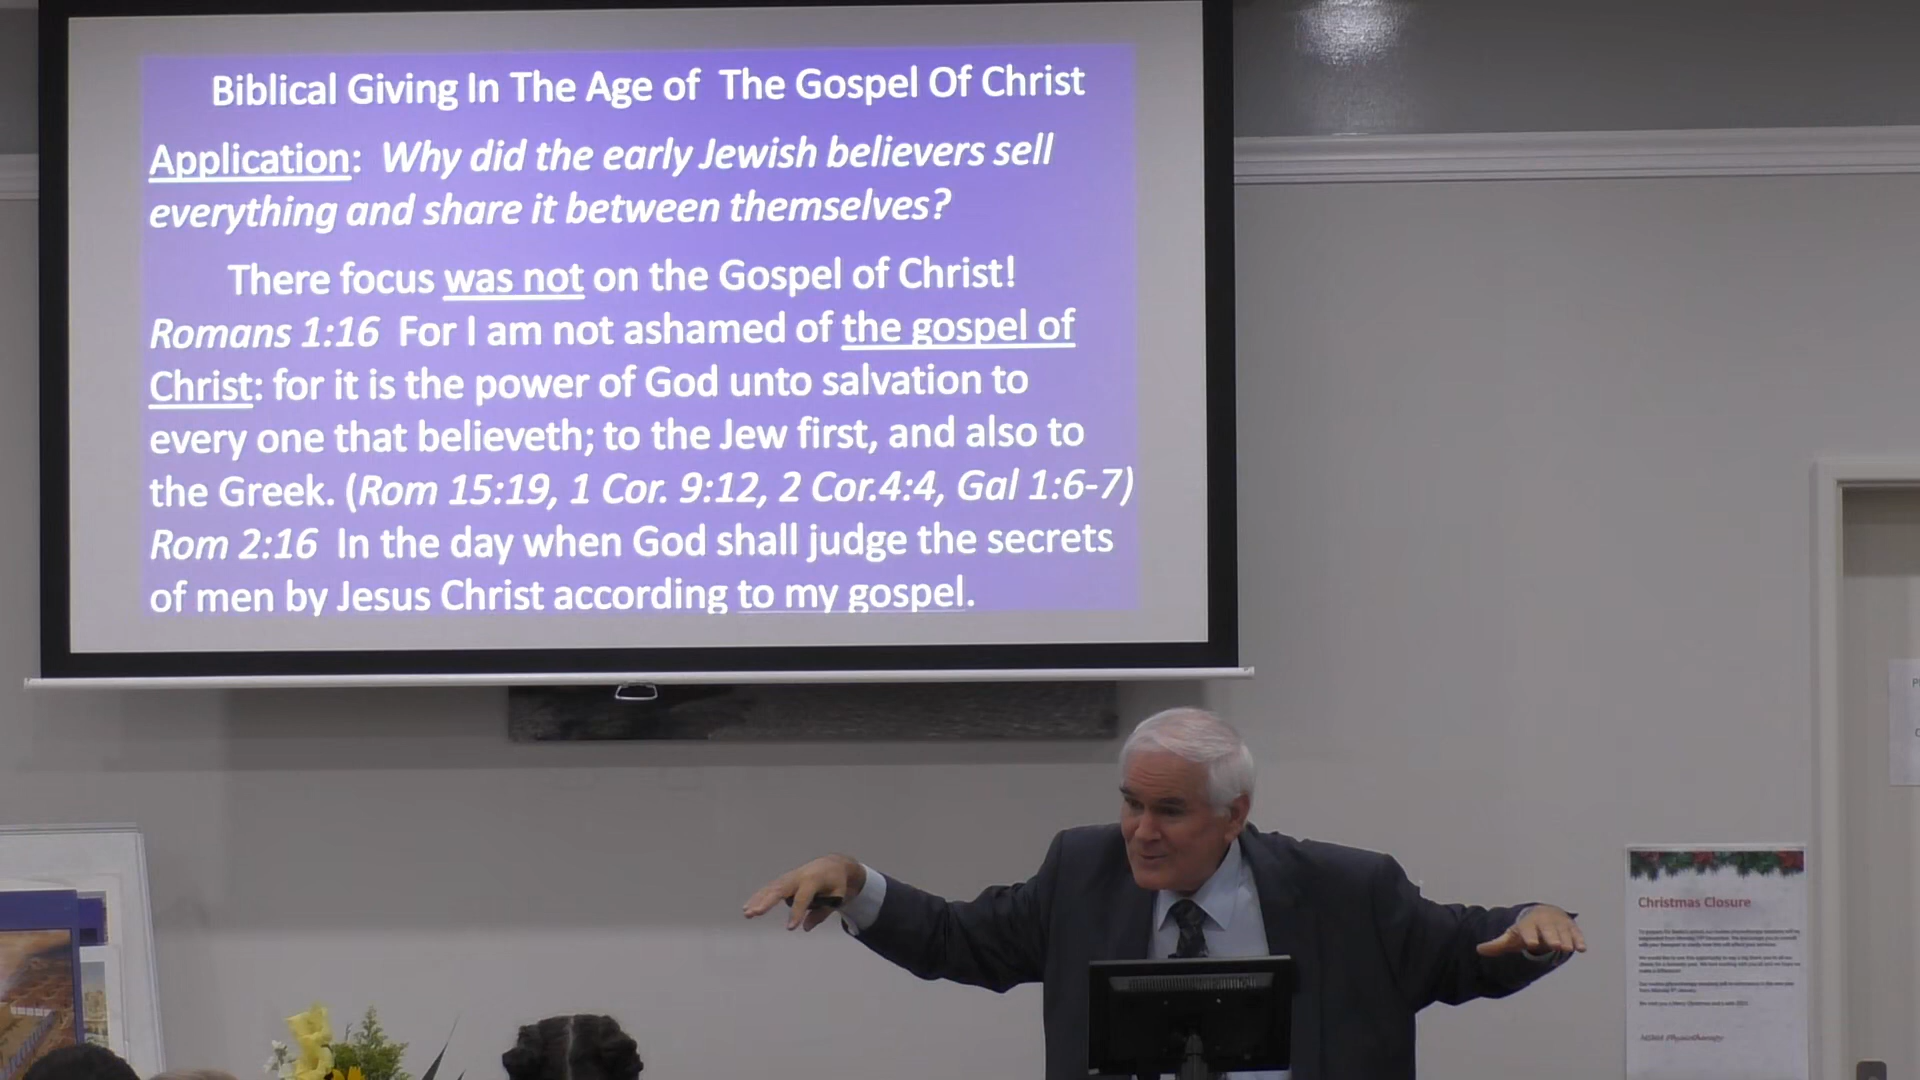 Biblical Giving In The Age of The Gospel Of Christ
Application: Why did the early Jewish believers sell
everything and share it between themselves?
There focus was not on the Gospel of Christ!
Romans 1:16 For I am not ashamed of the gospel of
Christ: for it is the power of God unto salvation to
every one that believeth; to the Jew first, and also to
the Greek. (Rom 15:19, 1 Cor. 9:12, 2 Cor.4:4, Gal 1:6-7)
Rom 2:16 In the day when God shall judge the secrets
of men by Jesus Christ according to my gospel.
Christmas Closure